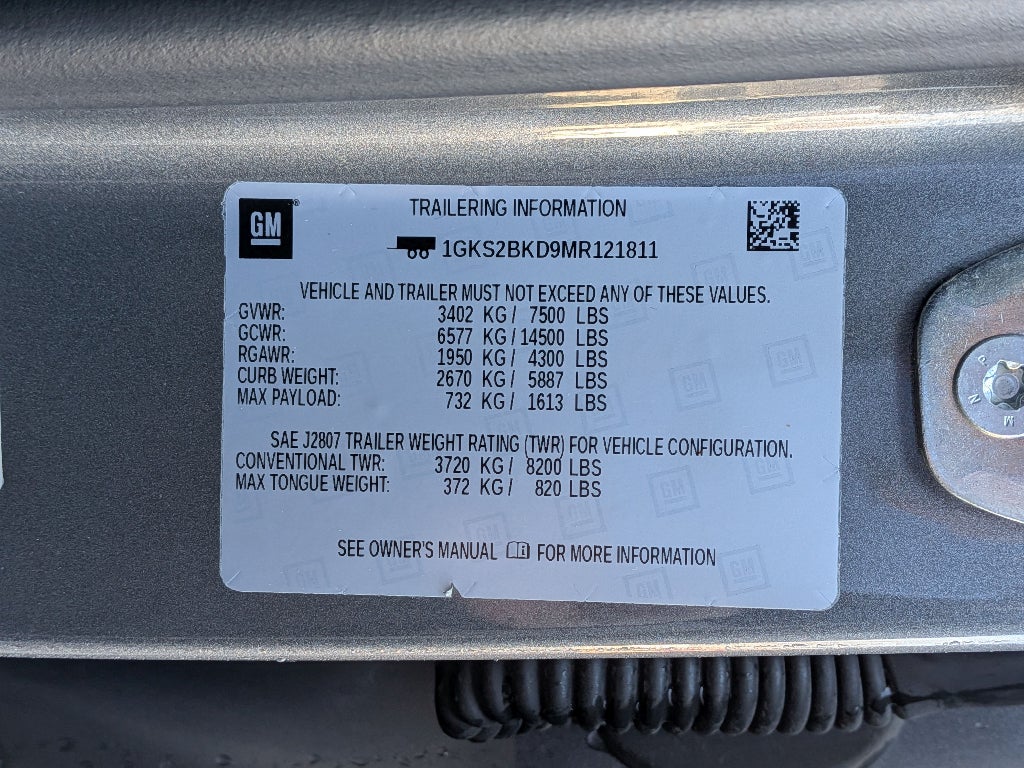 GM®
TRAILERING INFORMATION
1GKS2BKD9MR121811
VEHICLE AND TRAILER MUST NOT EXCEED ANY OF THESE VALUES.
GVWR: 3402 KG/ 7500 LBS
GCWR: 6577 KG/14500 LBS
RGAWR: 1950 KG/ 4300 LBS
CURB WEIGHT: 2670 KG/ 5887 LBS
MAX PAYLOAD: 732 KG/ 1613 LBS
SAE J2807 TRAILER WEIGHT RATING (TWR) FOR VEHICLE CONFIGURATION.
CONVENTIONAL TWR: 3720 KG/ 8200 LBS
MAX TONGUE WEIGHT: 372 KG/ 820 LBS
SEE OWNER'S MANUAL FOR MORE INFORMATION